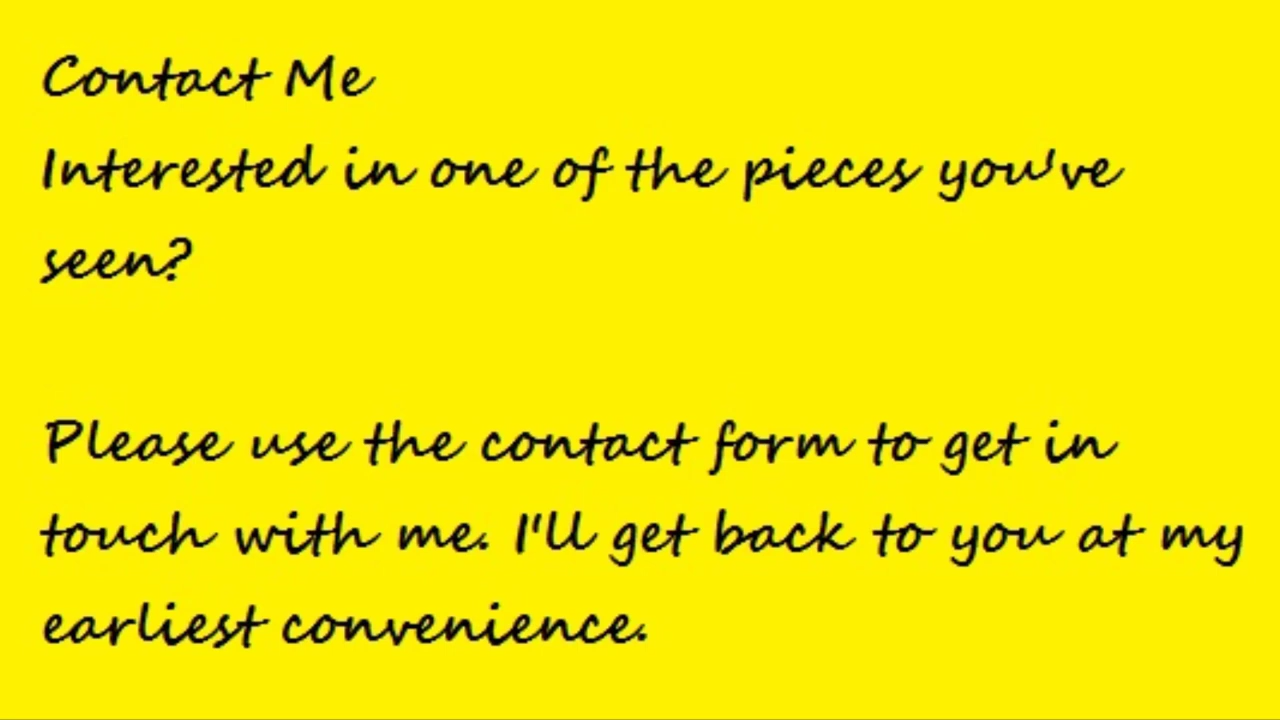 Contact Me
Interested in one of the pieces you've
seen?
Please use the contact form to get in
touch with me. I'll get back to you at my
earliest convenience.